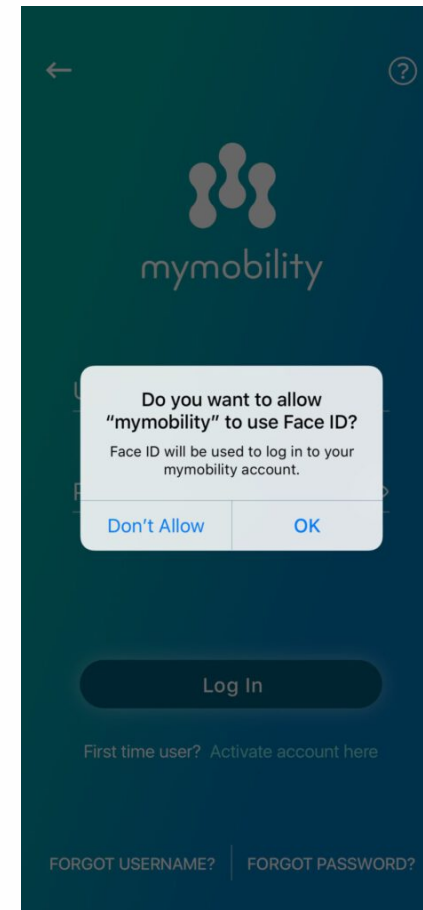 ?
mymobility
Do you want to allow
“mymobility” to use Face ID?
Face ID will be used to log in to your
mymobility account.
Don’t Allow OK
Log In
First time user? Activate account here
FORGOT USERNAME? FORGOT PASSWORD?